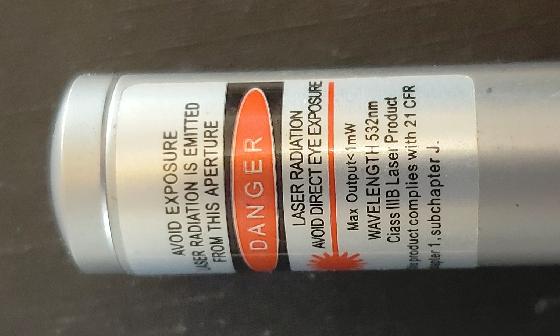 AVOID EXPOSURE
LASER RADIATION IS EMITTED
FROM THIS APERTURE
DANGER
LASER RADIATION
AVOID DIRECT EYE EXPOSURE
Max Output<1mW
WAVELENGTH 532nm
Class IIIB Laser Product
product complies with 21 CFR
1, subchapter J.